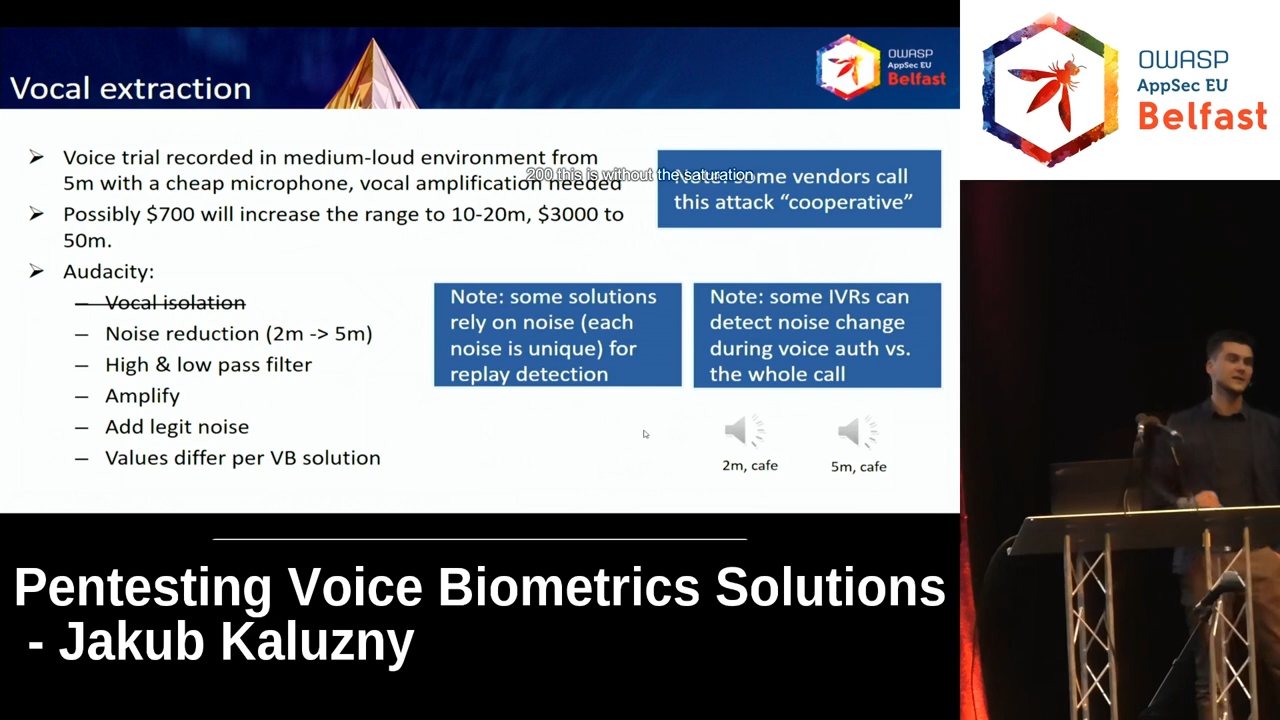 Vocal extraction
OWASP
AppSec EU
Belfast
➢ Voice trial recorded in medium-loud environment from
5m with a cheap microphone, vocal amplification needed
➢ Possibly $700 will increase the range to 10-20m, $3000 to
50m.
➢ Audacity:
– Vocal isolation
– Noise reduction (2m -> 5m)
– High & low pass filter
– Amplify
– Add legit noise
– Values differ per VB solution
200 this is without the saturation
Note: some vendors call
this attack “cooperative”
Note: some solutions
rely on noise (each
noise is unique) for
replay detection
Note: some IVRs can
detect noise change
during voice auth vs.
the whole call
2m, cafe
5m, cafe
OWASP
AppSec EU
Belfast
Pentesting Voice Biometrics Solutions
- Jakub Kaluzny